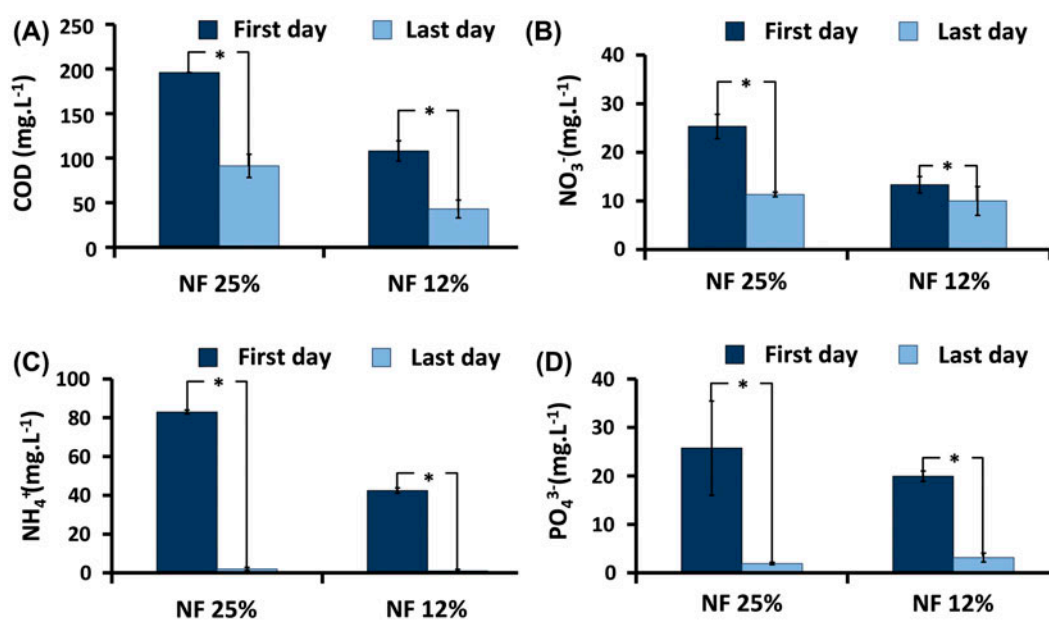 (A)
First day Last day
COD (mg.L⁻¹)
250
200
150
100
50
0
*
*
NF 25% NF 12%
(B)
First day Last day
NO₃⁻(mg.L⁻¹)
40
30
20
10
0
*
*
NF 25% NF 12%
(C)
First day Last day
NH₄⁺(mg.L⁻¹)
100
80
60
40
20
0
*
*
NF 25% NF 12%
(D)
First day Last day
PO₄³⁻(mg.L⁻¹)
40
30
20
10
0
*
*
NF 25% NF 12%